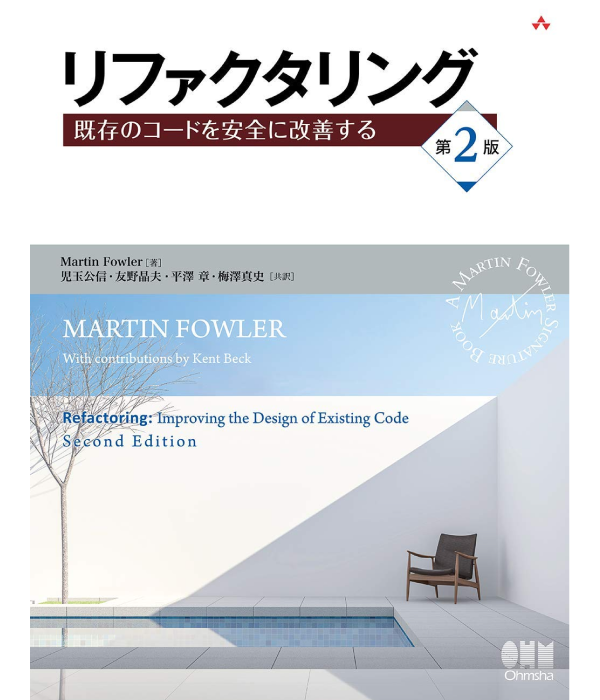 リファクタリング
既存のコードを安全に改善する
第2版
Martin Fowler [著]
児玉公信・友野晶夫・平澤 章・梅澤真史 [共訳]
A MARTIN FOWLER SIGNATURE BOOK
Martin
MARTIN FOWLER
With contributions by Kent Beck
Refactoring: Improving the Design of Existing Code
Second Edition
OHM
Ohmsha